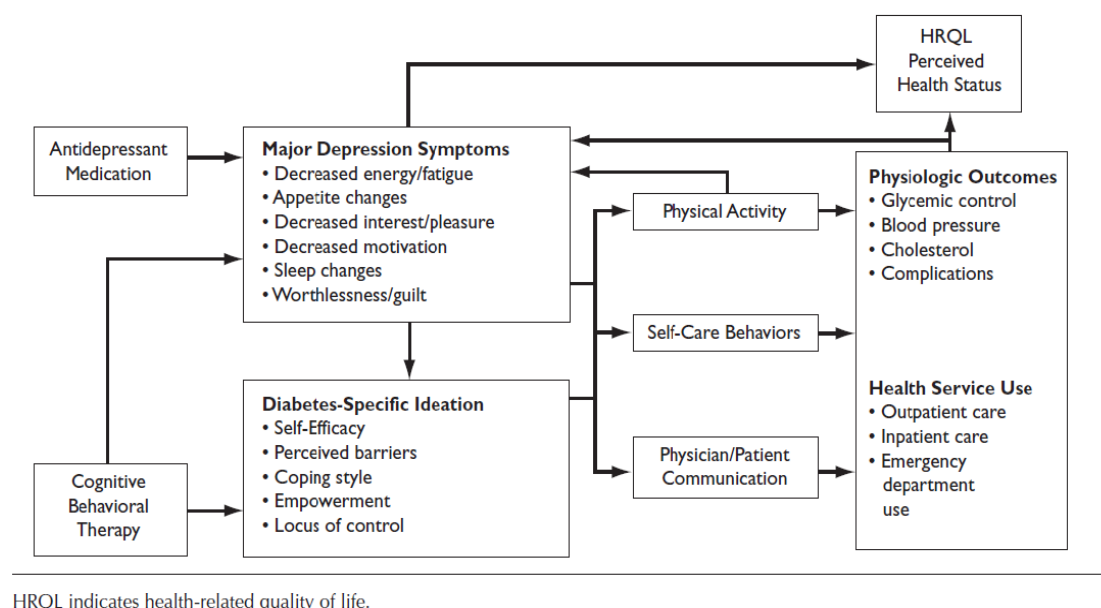 HRQL
Perceived
Health Status
Antidepressant
Medication
Major Depression Symptoms
• Decreased energy/fatigue
• Appetite changes
• Decreased interest/pleasure
• Decreased motivation
• Sleep changes
• Worthlessness/guilt
Physical Activity
Physiologic Outcomes
• Glycemic control
• Blood pressure
• Cholesterol
• Complications
Self-Care Behaviors
Diabetes-Specific Ideation
• Self-Efficacy
• Perceived barriers
• Coping style
• Empowerment
• Locus of control
Health Service Use
• Outpatient care
• Inpatient care
• Emergency
department
use
Physician/Patient
Communication
Cognitive
Behavioral
Therapy
HRQL indicates health-related quality of life.